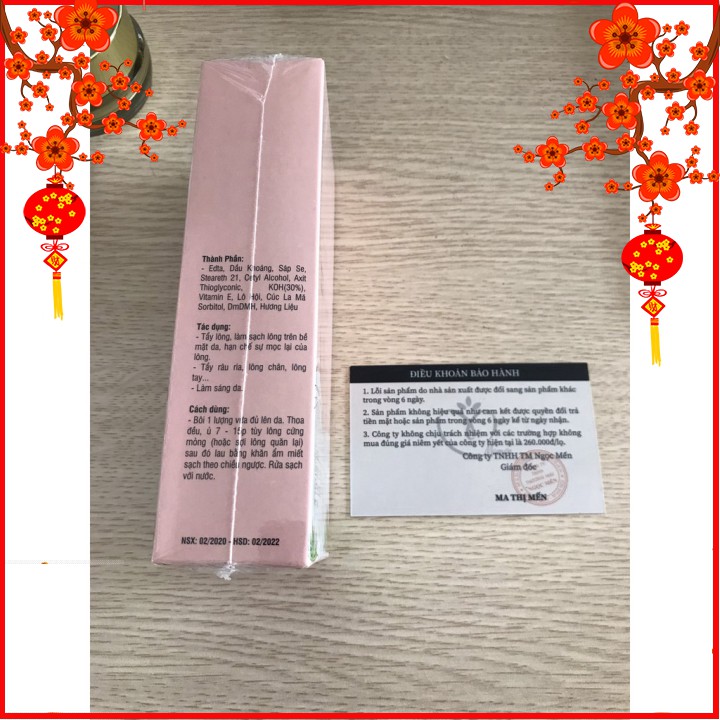 Thành Phần:
- Edta, Dầu Khoáng, Sáp Se,
Steareth 21, Cetyl Alcohol, Axit
Thioglyconic, KOH(30%),
Vitamin E, Lô Hội, Cúc La Mã
Sorbitol, DmDMH, Hương Liệu
Tác dụng:
- Tẩy lông, làm sạch lông trên bề
mặt da, hạn chế sự mọc lại của
lông.
- Tẩy râu ria, lông chân, lông
tay...
- Làm sáng da.
Cách dùng:
- Bôi 1 lượng vừa đủ lên da. Thoa
đều, ủ 7 - 15p tùy lông cứng
mỏng (hoặc sợi lông quăn lại)
sau đó lau bằng khăn ẩm miết
sạch theo chiều ngược. Rửa sạch
với nước.
NSX: 02/2020 - HSD: 02/2022
ĐIỀU KHOẢN BẢO HÀNH
1. Lỗi sản phẩm do nhà sản xuất được đổi sang sản phẩm khác
trong vòng 6 ngày.
2. Sản phẩm không hiệu quả như cam kết được quyền đổi trả
tiền mặt hoặc sản phẩm trong vòng 6 ngày kể từ ngày nhận.
3. Công ty không chịu trách nhiệm với các trường hợp không
mua đúng giá niêm yết của công ty hiện tại là 260.000đ/lọ.
Công ty TNHH TM Ngọc Mến
Giám đốc
MA THỊ MẾN